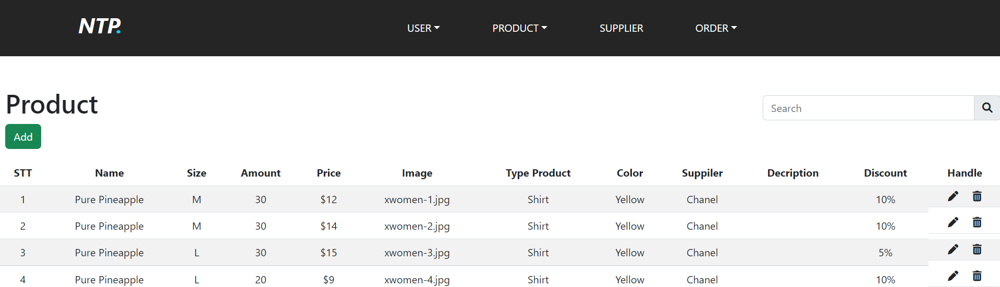 NTP.
USER PRODUCT SUPPLIER ORDER
Product
Search
Add
STT Name Size Amount Price Image Type Product Color Suppiler Decription Discount Handle
1 Pure Pineapple M 30 $12 xwomen-1.jpg Shirt Yellow Chanel 10%
2 Pure Pineapple M 30 $14 xwomen-2.jpg Shirt Yellow Chanel 10%
3 Pure Pineapple L 30 $15 xwomen-3.jpg Shirt Yellow Chanel 5%
4 Pure Pineapple L 20 $9 xwomen-4.jpg Shirt Yellow Chanel 10%